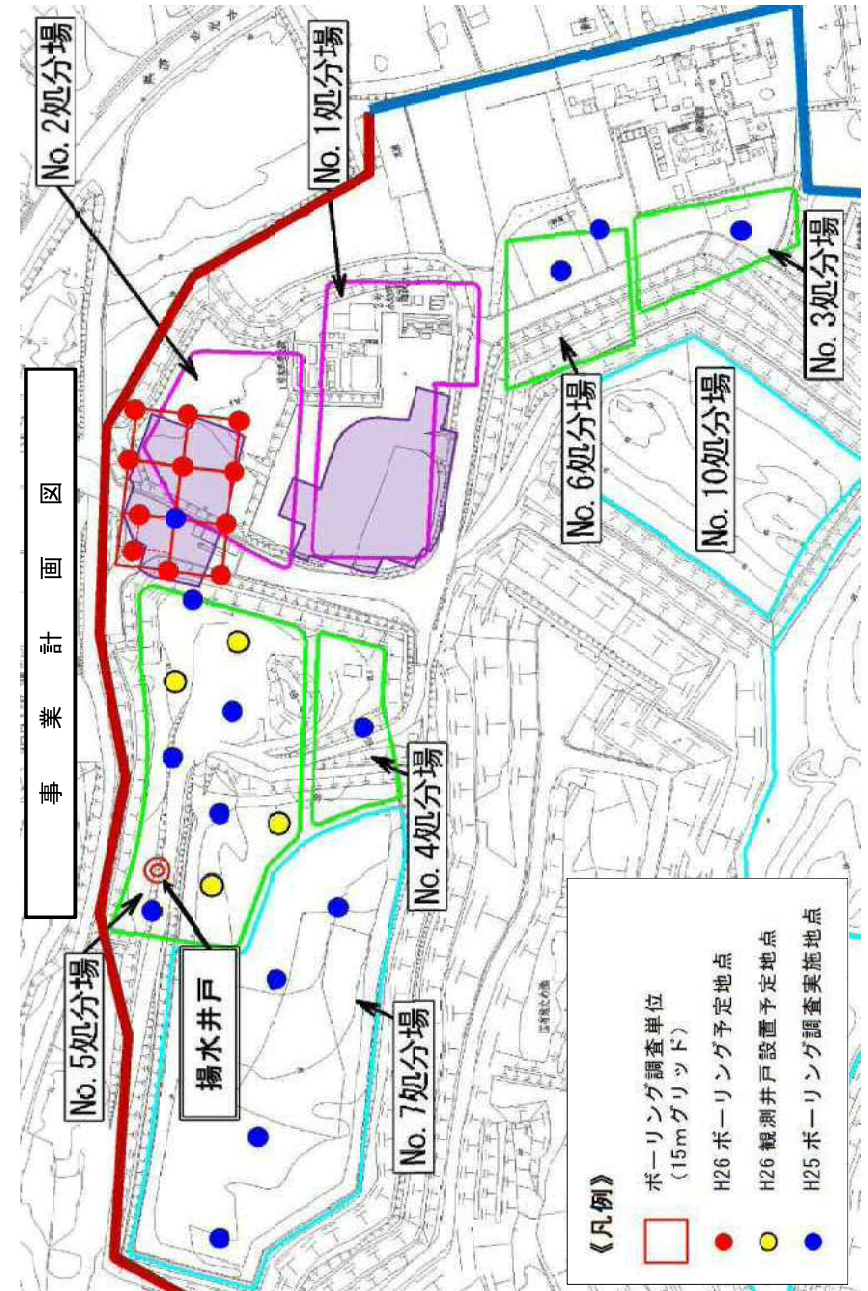 事業計画図
No. 2処分場
No. 1処分場
No. 5処分場
揚水井戸
No. 7処分場
No. 4処分場
No. 6処分場
No. 10処分場
No. 3処分場
《凡例》
ボーリング調査単位
(15mグリッド)
H26 ボーリング予定地点
H26 観測井戸設置予定地点
H25 ボーリング調査実施地点